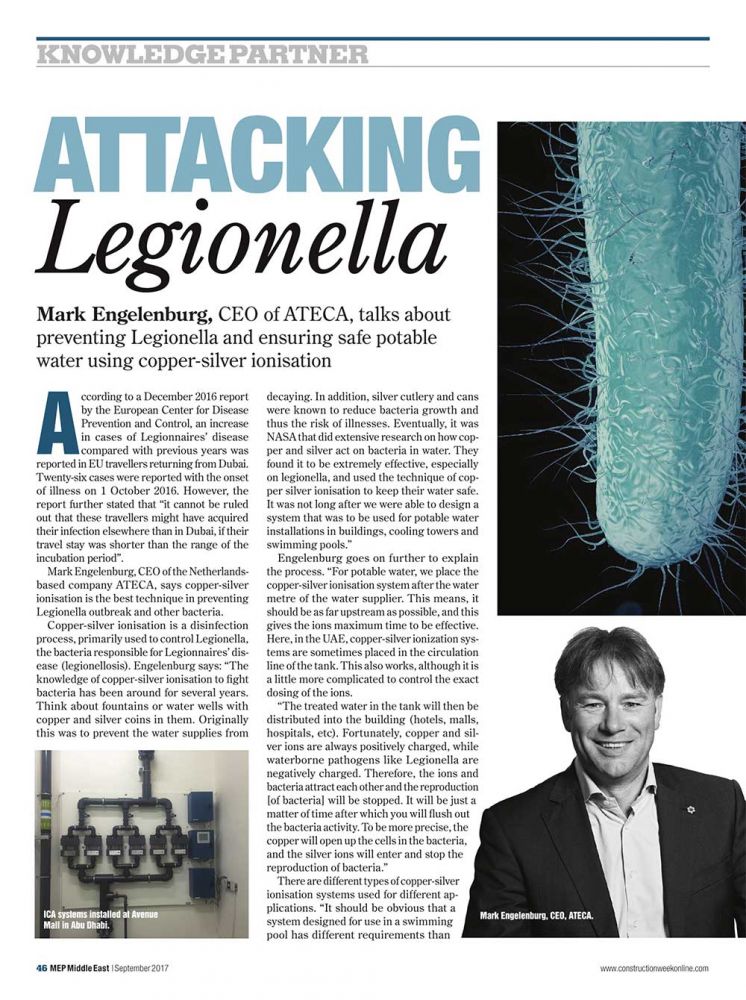 KNOWLEDGE PARTNER
ATTACKING
Legionella
Mark Engelenburg, CEO of ATECA, talks about
preventing Legionella and ensuring safe potable
water using copper-silver ionisation
According to a December 2016 report
by the European Center for Disease
Prevention and Control, an increase
in cases of Legionnaires’ disease
compared with previous years was
reported in EU travellers returning from Dubai.
Twenty-six cases were reported with the onset
of illness on 1 October 2016. However, the
report further stated that “it cannot be ruled
out that these travellers might have acquired
their infection elsewhere than in Dubai, if their
travel stay was shorter than the range of the
incubation period”.
Mark Engelenburg, CEO of the Netherlands-
based company ATECA, says copper-silver
ionisation is the best technique in preventing
Legionella outbreak and other bacteria.
Copper-silver ionisation is a disinfection
process, primarily used to control Legionella,
the bacteria responsible for Legionnaires’ dis-
ease (legionellosis). Engelenburg says: “The
knowledge of copper-silver ionisation to fight
bacteria has been around for several years.
Think about fountains or water wells with
copper and silver coins in them. Originally
this was to prevent the water supplies from
decaying. In addition, silver cutlery and cans
were known to reduce bacteria growth and
thus the risk of illnesses. Eventually, it was
NASA that did extensive research on how cop-
per and silver act on bacteria in water. They
found it to be extremely effective, especially
on legionella, and used the technique of cop-
per silver ionisation to keep their water safe.
It was not long after we were able to design a
system that was to be used for potable water
installations in buildings, cooling towers and
swimming pools.”
Engelenburg goes on further to explain
the process. “For potable water, we place the
copper-silver ionisation system after the water
metre of the water supplier. This means, it
should be as far upstream as possible, and this
gives the ions maximum time to be effective.
Here, in the UAE, copper-silver ionization sys-
tems are sometimes placed in the circulation
line of the tank. This also works, although it is
a little more complicated to control the exact
dosing of the ions.
“The treated water in the tank will then be
distributed into the building (hotels, malls,
hospitals, etc). Fortunately, copper and sil-
ver ions are always positively charged, while
waterborne pathogens like Legionella are
negatively charged. Therefore, the ions and
bacteria attract each other and the reproduction
[of bacteria] will be stopped. It will be just a
matter of time after which you will flush out
the bacteria activity. To be more precise, the
copper will open up the cells in the bacteria,
and the silver ions will enter and stop the
reproduction of bacteria.”
There are different types of copper-silver
ionisation systems used for different ap-
plications. “It should be obvious that a
system designed for use in a swimming
pool has different requirements than
ICA systems installed at Avenue
Mall in Abu Dhabi.
Mark Engelenburg, CEO, ATECA.
46 MEP Middle East | September 2017
www.constructionweekonline.com